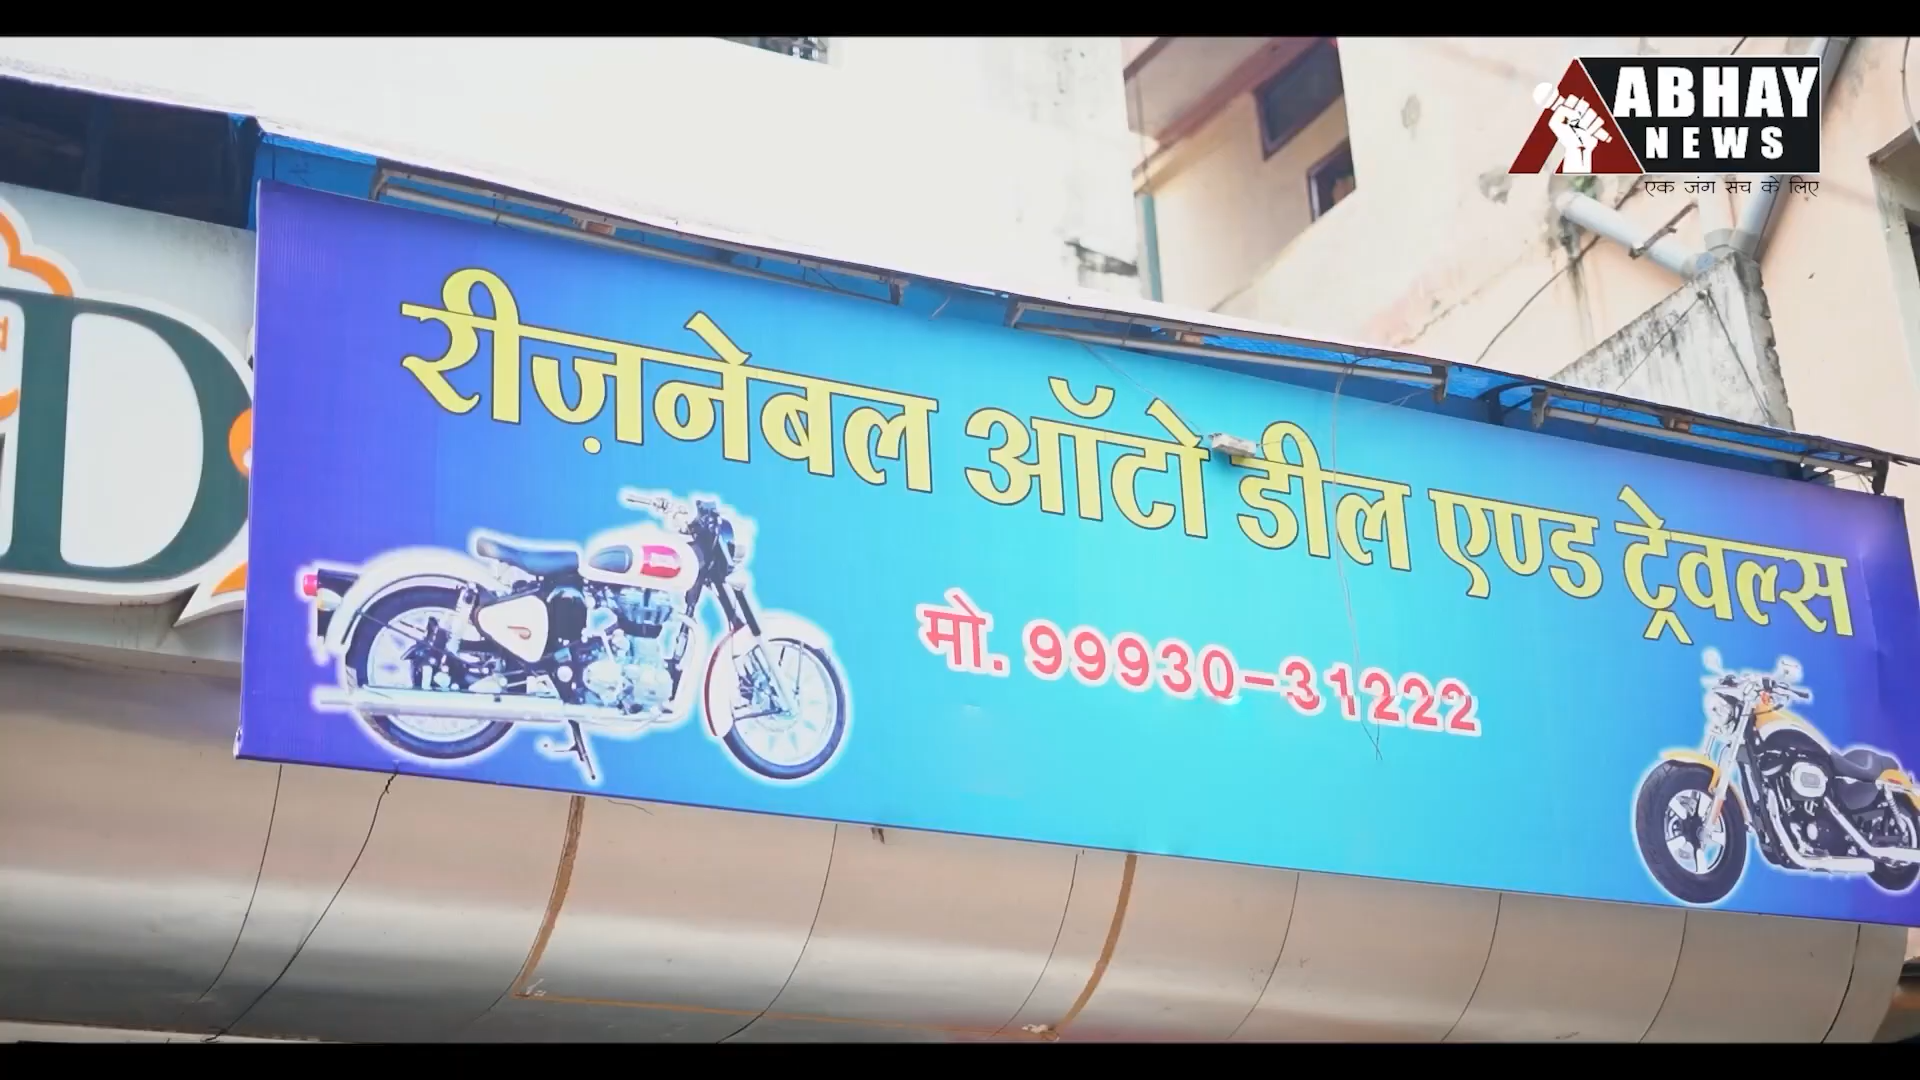 ABHAY
NEWS
एक जंग सच के लिए
रीज़नेबल ऑटो डील एण्ड ट्रेवल्स
मो. 99930-31222
D